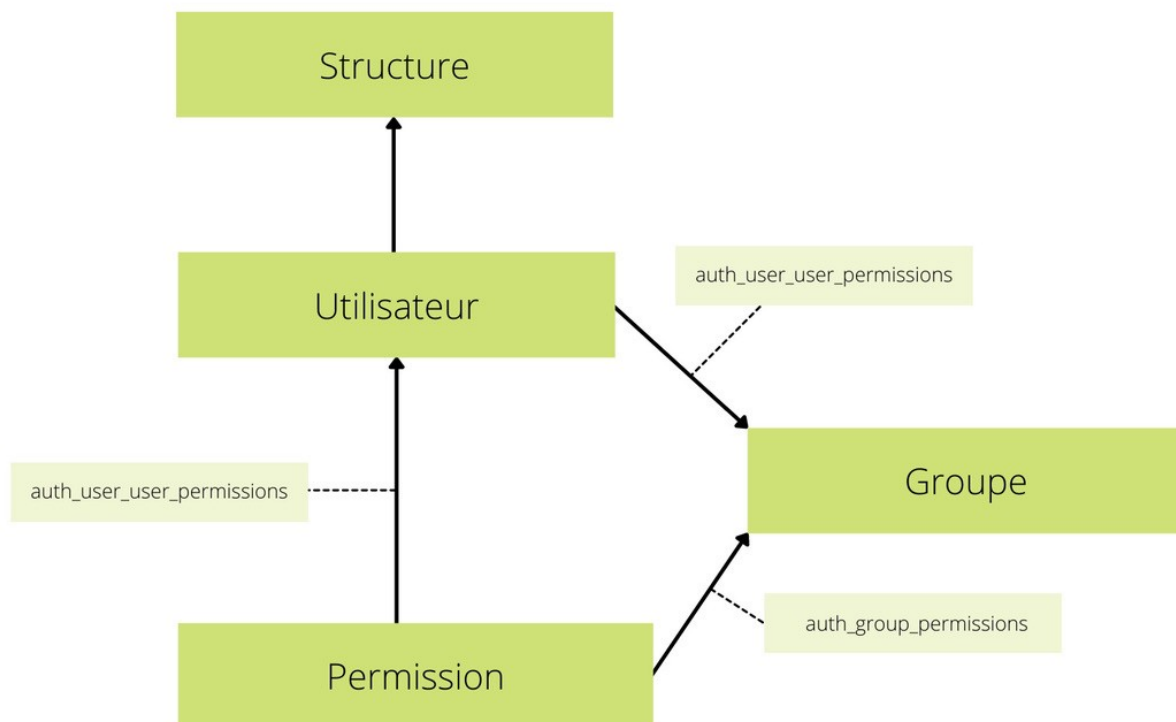 Structure
Utilisateur
auth_user_user_permissions
auth_user_user_permissions
Groupe
auth_group_permissions
Permission